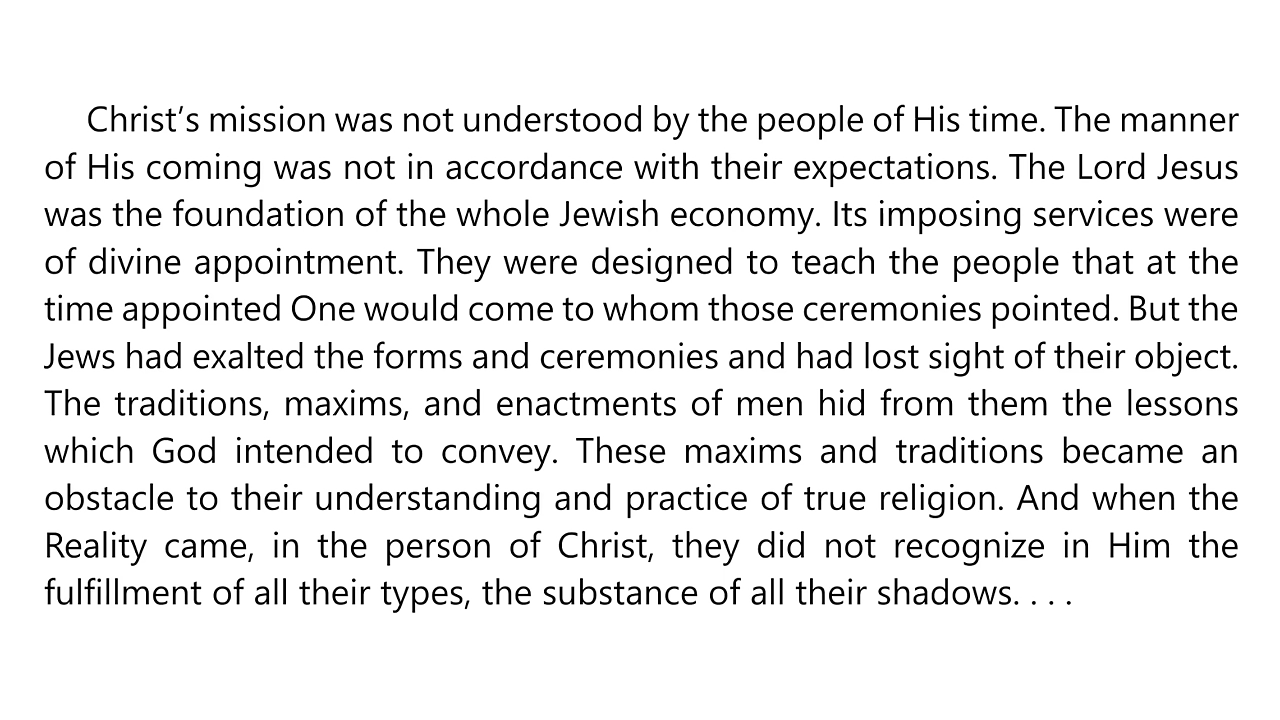 Christ’s mission was not understood by the people of His time. The manner
of His coming was not in accordance with their expectations. The Lord Jesus
was the foundation of the whole Jewish economy. Its imposing services were
of divine appointment. They were designed to teach the people that at the
time appointed One would come to whom those ceremonies pointed. But the
Jews had exalted the forms and ceremonies and had lost sight of their object.
The traditions, maxims, and enactments of men hid from them the lessons
which God intended to convey. These maxims and traditions became an
obstacle to their understanding and practice of true religion. And when the
Reality came, in the person of Christ, they did not recognize in Him the
fulfillment of all their types, the substance of all their shadows. . . .